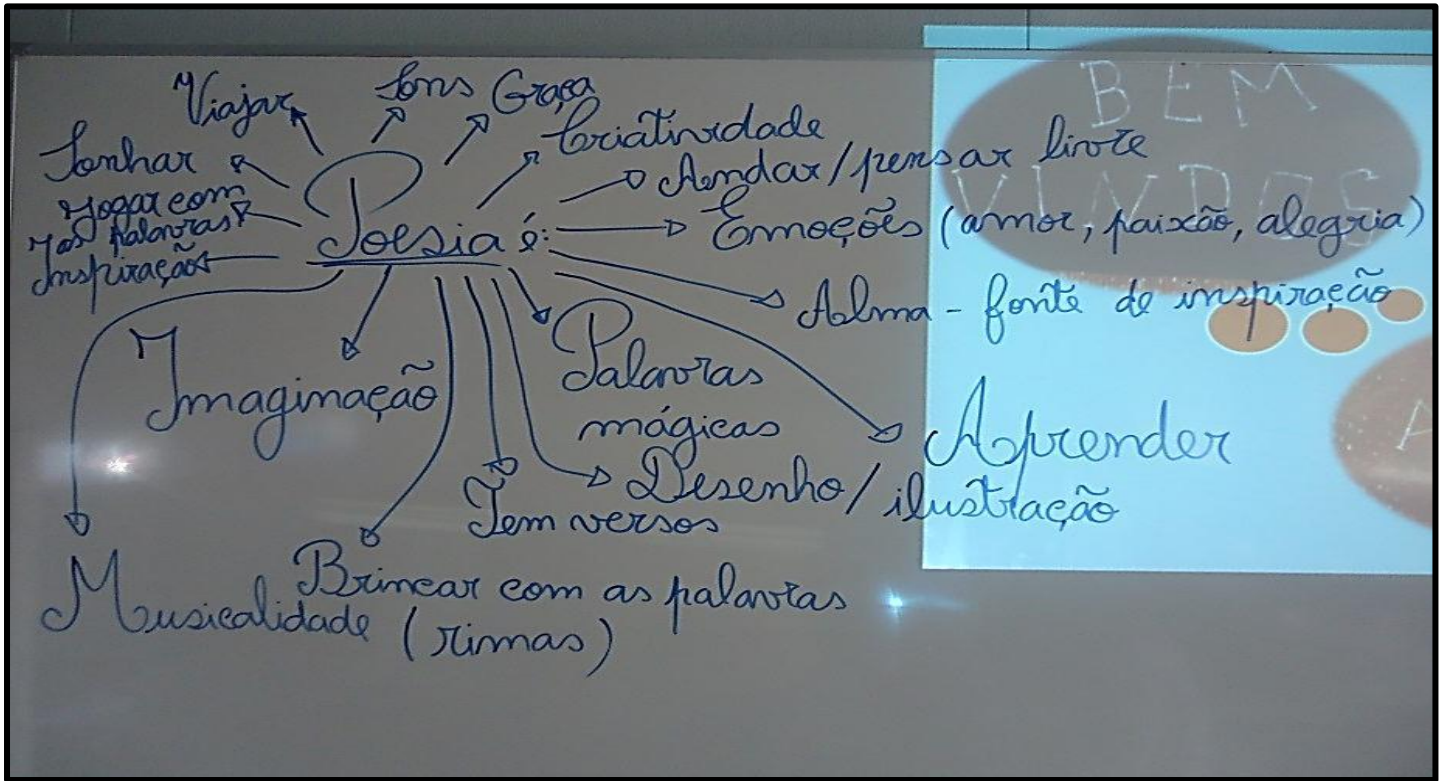 Viajar
Sons
Graça
Criatividade
Sonhar
Andar/pensar livre
Jogar com
as palavras
Inspiração
Poesia é:
Emoções (amor, paixão, alegria)
Alma - fonte de inspiração
Imaginação
Palavras
mágicas
Aprender
Desenho/ilustração
Tem versos
Brincar com as palavras
Musicalidade (rimas)
BEM
VINDOS
A